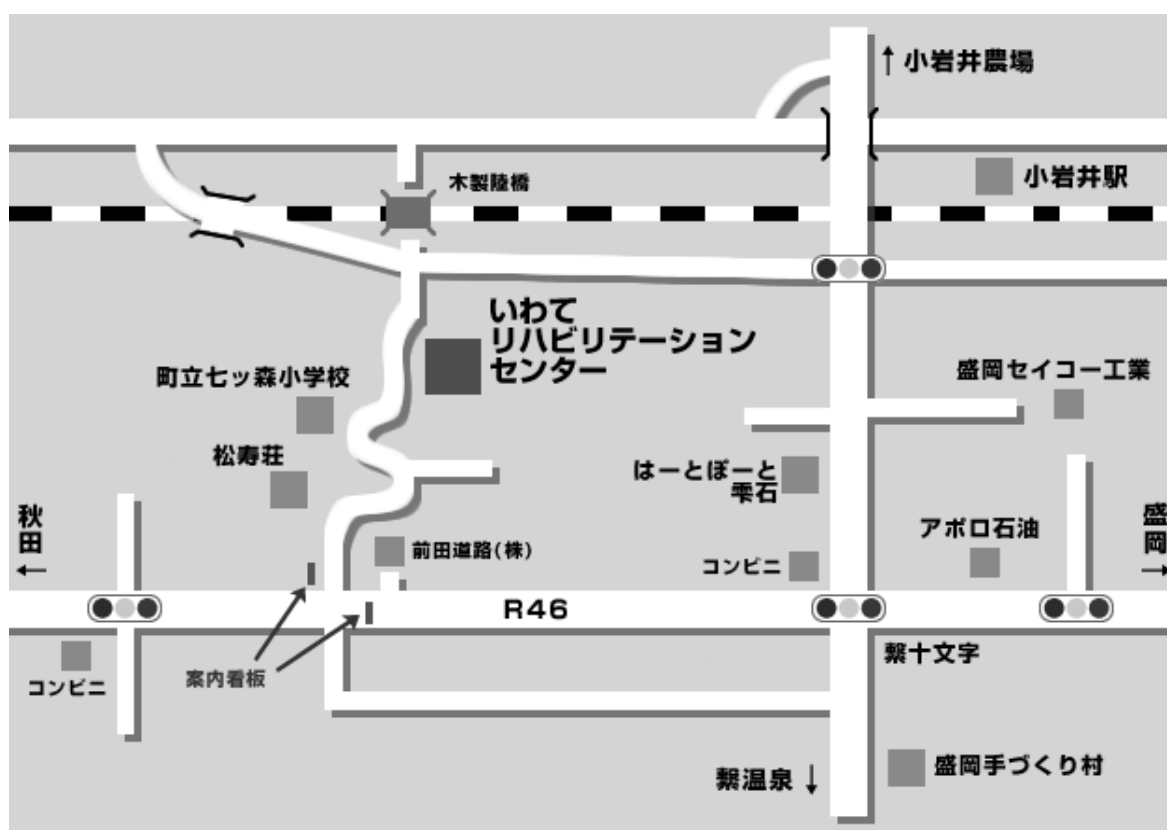 ↑ 小岩井農場
木製陸橋
小岩井駅
いわて
リハビリテーション
センター
町立七ッ森小学校
盛岡セイコー工業
松寿荘
はーとぽーと
雫石
秋田
←
アポロ石油
盛岡
→
前田道路(株)
コンビニ
R46
繋十文字
案内看板
コンビニ
繋温泉 ↓
盛岡手づくり村